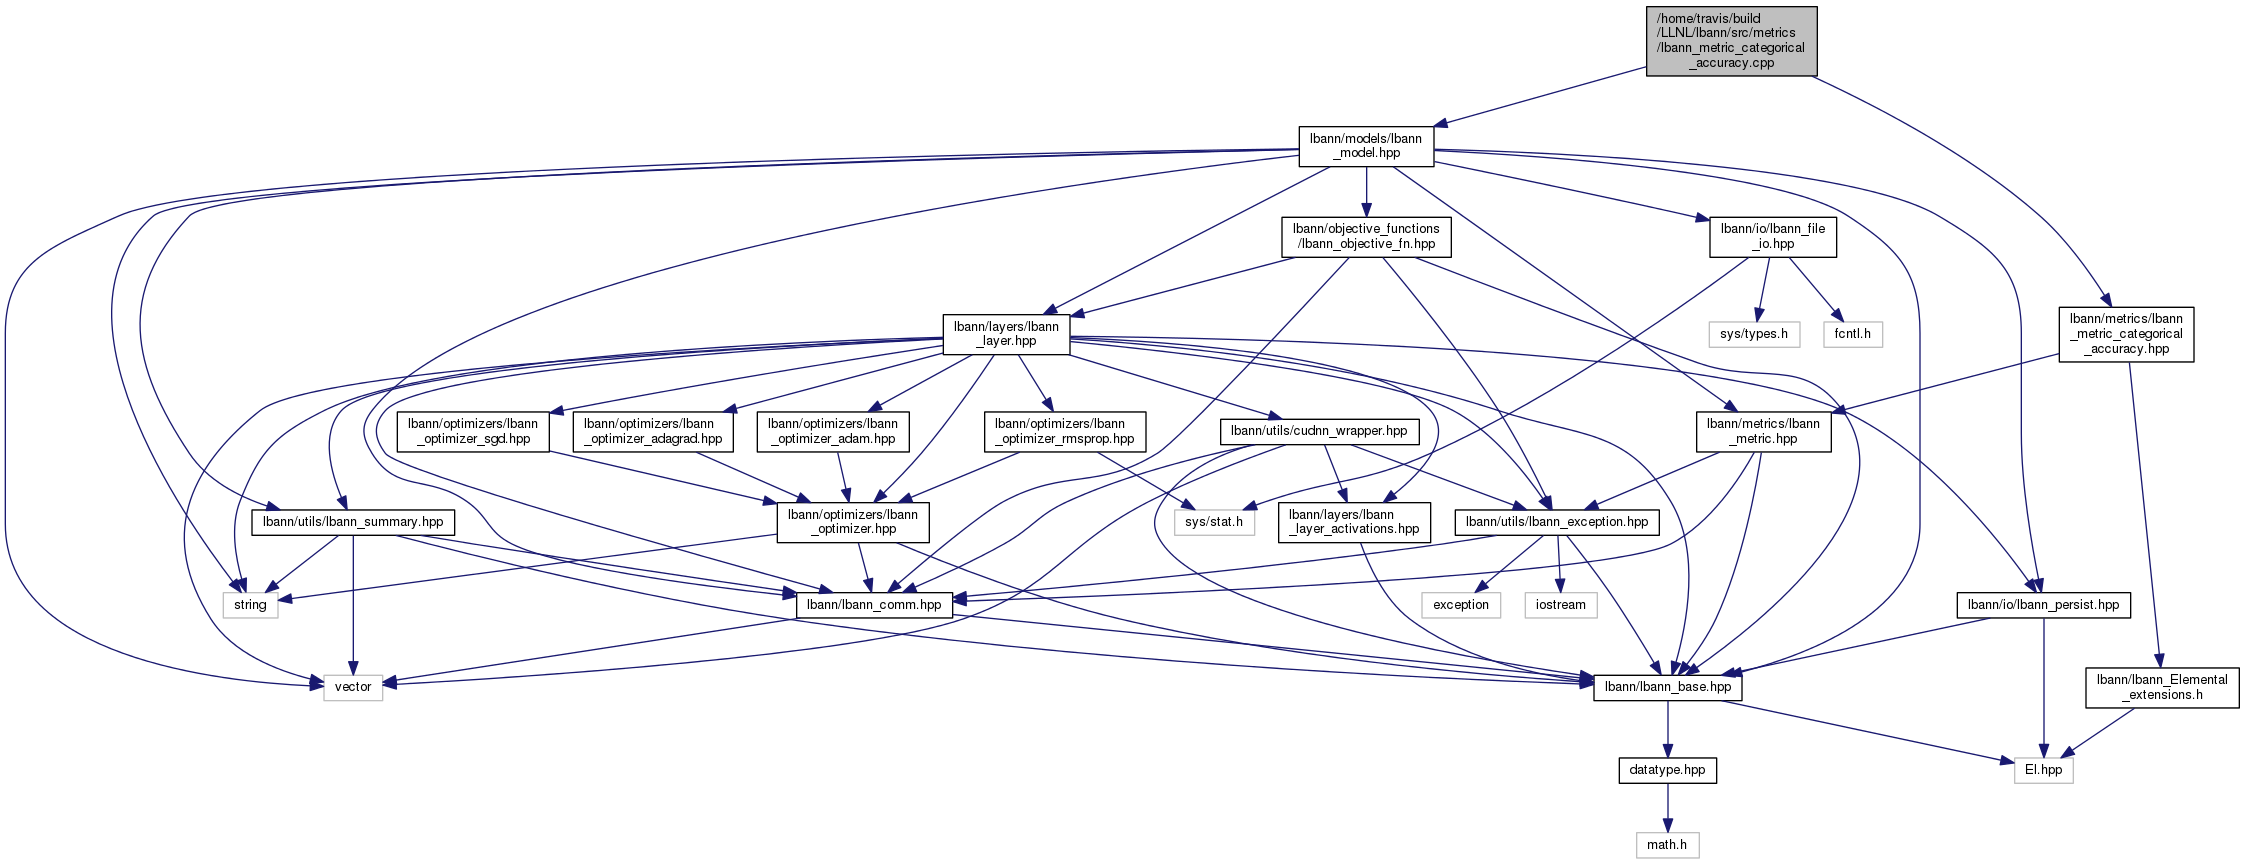 /home/travis/build
/LLNL/lbann/src/metrics
/lbann_metric_categorical
_accuracy.cpp
lbann/models/lbann
_model.hpp
lbann/objective_functions
/lbann_objective_fn.hpp
lbann/io/lbann_file
_io.hpp
lbann/layers/lbann
_layer.hpp
sys/types.h
fcntl.h
lbann/metrics/lbann
_metric_categorical
_accuracy.hpp
lbann/optimizers/lbann
_optimizer_sgd.hpp
lbann/optimizers/lbann
_optimizer_adagrad.hpp
lbann/optimizers/lbann
_optimizer_adam.hpp
lbann/optimizers/lbann
_optimizer_rmsprop.hpp
lbann/utils/cudnn_wrapper.hpp
lbann/metrics/lbann
_metric.hpp
lbann/utils/lbann_summary.hpp
lbann/optimizers/lbann
_optimizer.hpp
sys/stat.h
lbann/layers/lbann
_layer_activations.hpp
lbann/utils/lbann_exception.hpp
string
lbann/lbann_comm.hpp
exception
iostream
lbann/io/lbann_persist.hpp
vector
lbann/lbann_base.hpp
lbann/lbann_Elemental
_extensions.h
datatype.hpp
El.hpp
math.h